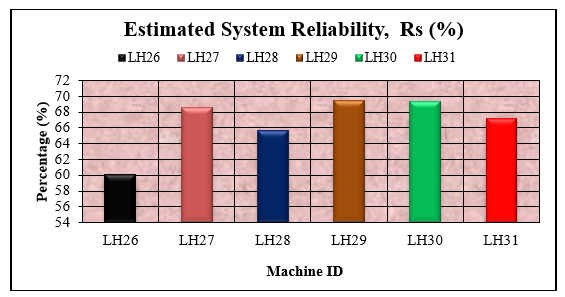 Estimated System Reliability,  Rs (%)
LH26 LH27 LH28 LH29 LH30 LH31
72
70
68
66
64
62
60
58
56
54
Percentage (%)
LH26 LH27 LH28 LH29 LH30 LH31
Machine ID